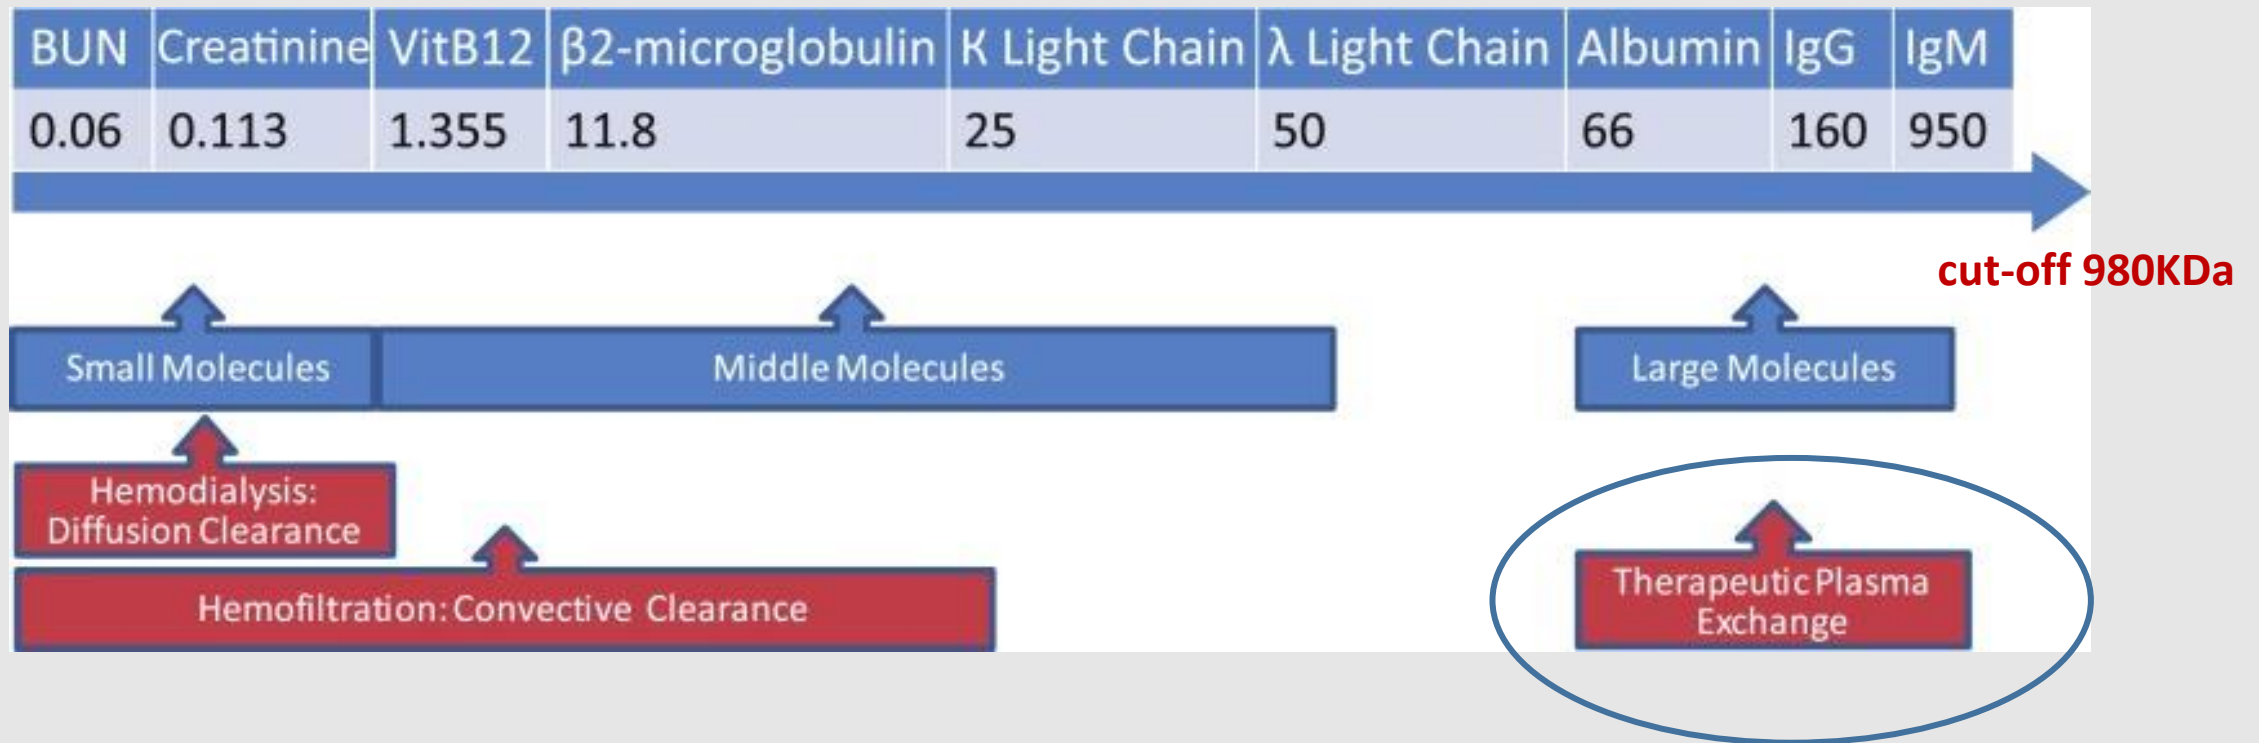 BUN Creatinine VitB12 β2-microglobulin K Light Chain λ Light Chain Albumin IgG IgM
0.06 0.113 1.355 11.8 25 50 66 160 950
cut-off 980KDa
Small Molecules Middle Molecules Large Molecules
Hemodialysis:
Diffusion Clearance
Hemofiltration: Convective Clearance
Therapeutic Plasma
Exchange